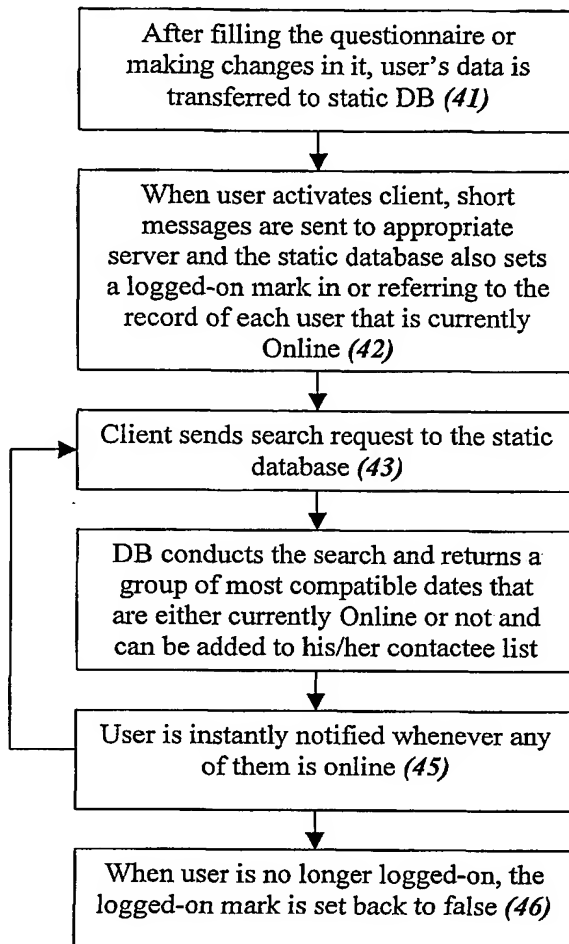 After filling the questionnaire or
making changes in it, user's data is
transferred to static DB (41)
When user activates client, short
messages are sent to appropriate
server and the static database also sets
a logged-on mark in or referring to the
record of each user that is currently
Online (42)
Client sends search request to the static
database (43)
DB conducts the search and returns a
group of most compatible dates that
are either currently Online or not and
can be added to his/her contactee list
User is instantly notified whenever any
of them is online (45)
When user is no longer logged-on, the
logged-on mark is set back to false (46)